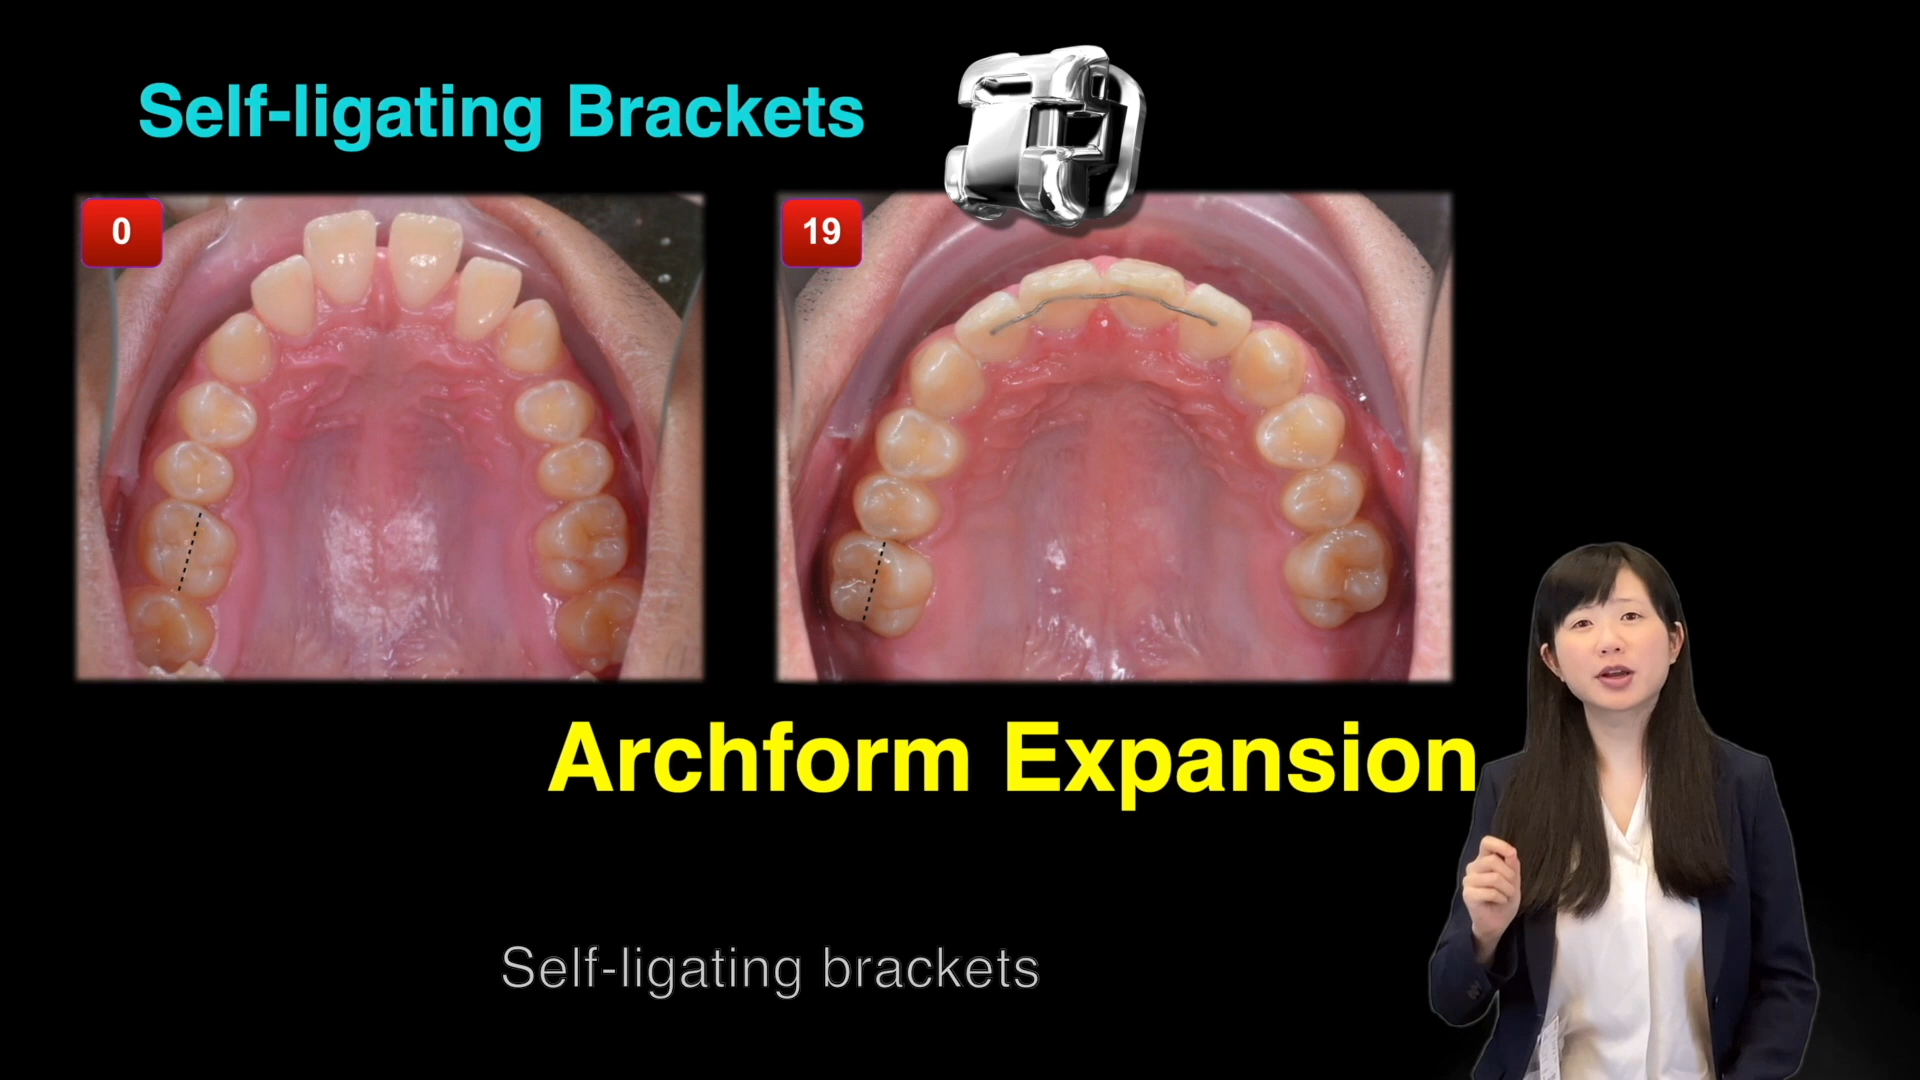 Self-ligating Brackets
0
19
Archform Expansion
Self-ligating brackets